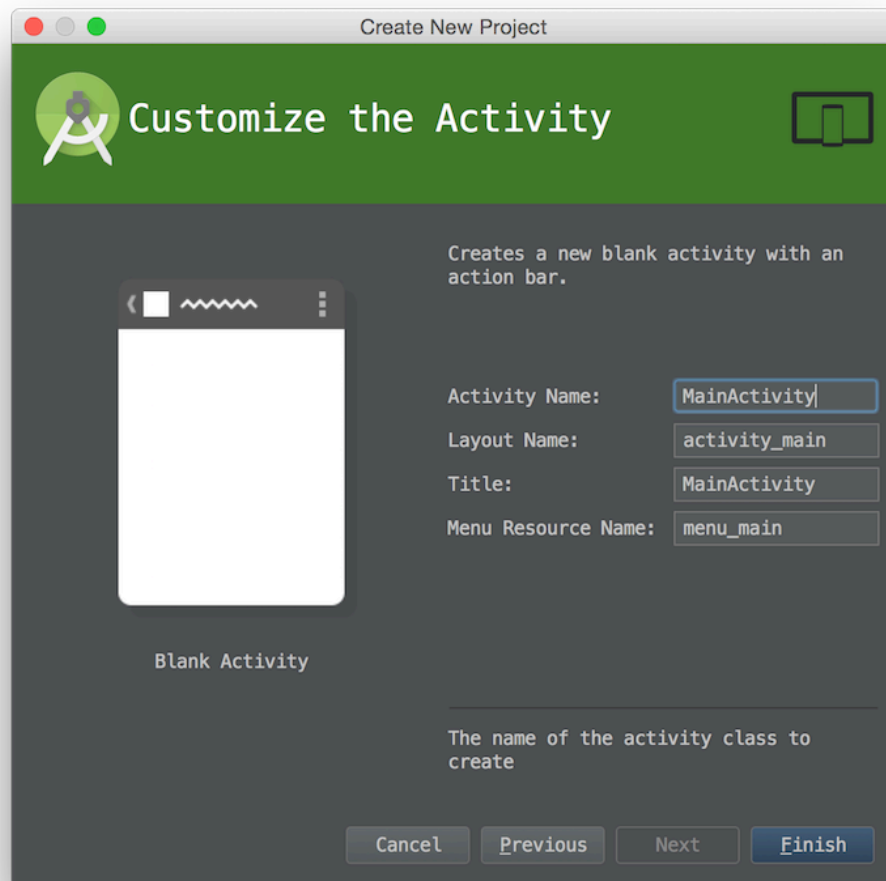 Create New Project
Customize the Activity
Creates a new blank activity with an
action bar.
Activity Name: MainActivity
Layout Name: activity_main
Title: MainActivity
Menu Resource Name: menu_main
Blank Activity
The name of the activity class to
create
Cancel Previous Next Finish